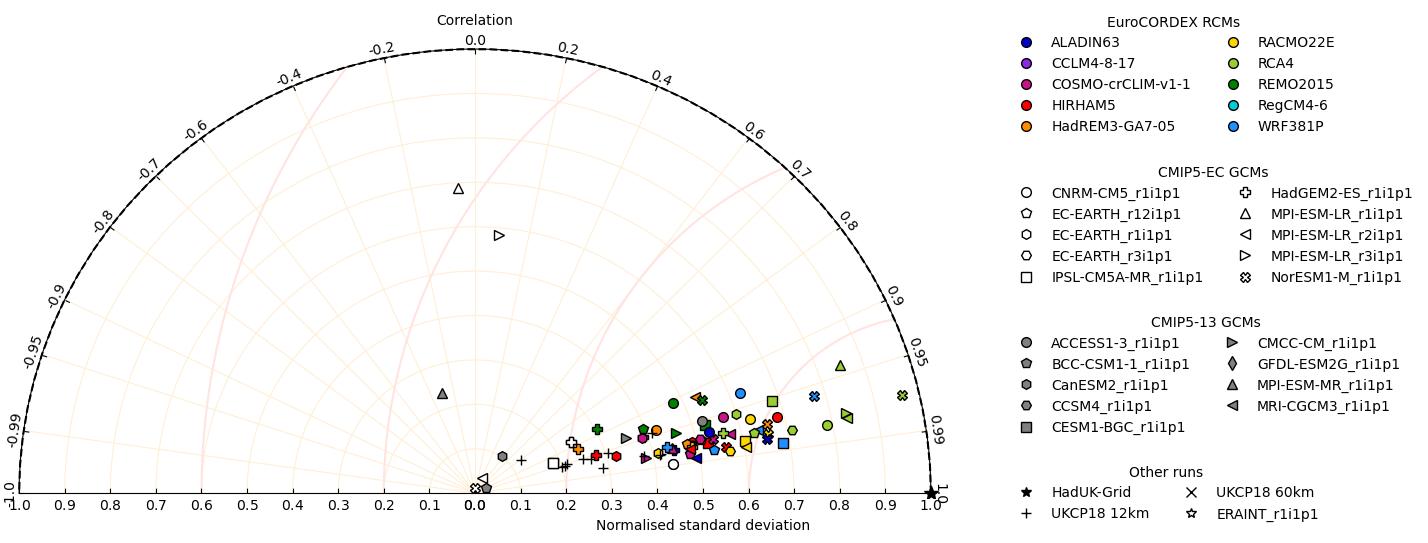 Correlation
0.0
-0.2
0.2
-0.4
0.4
-0.6
0.6
-0.7
0.7
-0.8
0.8
-0.9
0.9
-0.95
0.95
-0.99
0.99
-1.0
1.0
1.0 0.9 0.8 0.7 0.6 0.5 0.4 0.3 0.2 0.1 0.0 0.1 0.2 0.3 0.4 0.5 0.6 0.7 0.8 0.9 1.0
Normalised standard deviation
EuroCORDEX RCMs
ALADIN63
CCLM4-8-17
COSMO-crCLIM-v1-1
HIRHAM5
HadREM3-GA7-05
RACMO22E
RCA4
REMO2015
RegCM4-6
WRF381P
CMIP5-EC GCMs
CNRM-CM5_r1i1p1
EC-EARTH_r12i1p1
EC-EARTH_r1i1p1
EC-EARTH_r3i1p1
IPSL-CM5A-MR_r1i1p1
HadGEM2-ES_r1i1p1
MPI-ESM-LR_r1i1p1
MPI-ESM-LR_r2i1p1
MPI-ESM-LR_r3i1p1
NorESM1-M_r1i1p1
CMIP5-13 GCMs
ACCESS1-3_r1i1p1
BCC-CSM1-1_r1i1p1
CanESM2_r1i1p1
CCSM4_r1i1p1
CESM1-BGC_r1i1p1
CMCC-CM_r1i1p1
GFDL-ESM2G_r1i1p1
MPI-ESM-MR_r1i1p1
MRI-CGCM3_r1i1p1
Other runs
HadUK-Grid
UKCP18 12km
UKCP18 60km
ERAINT_r1i1p1